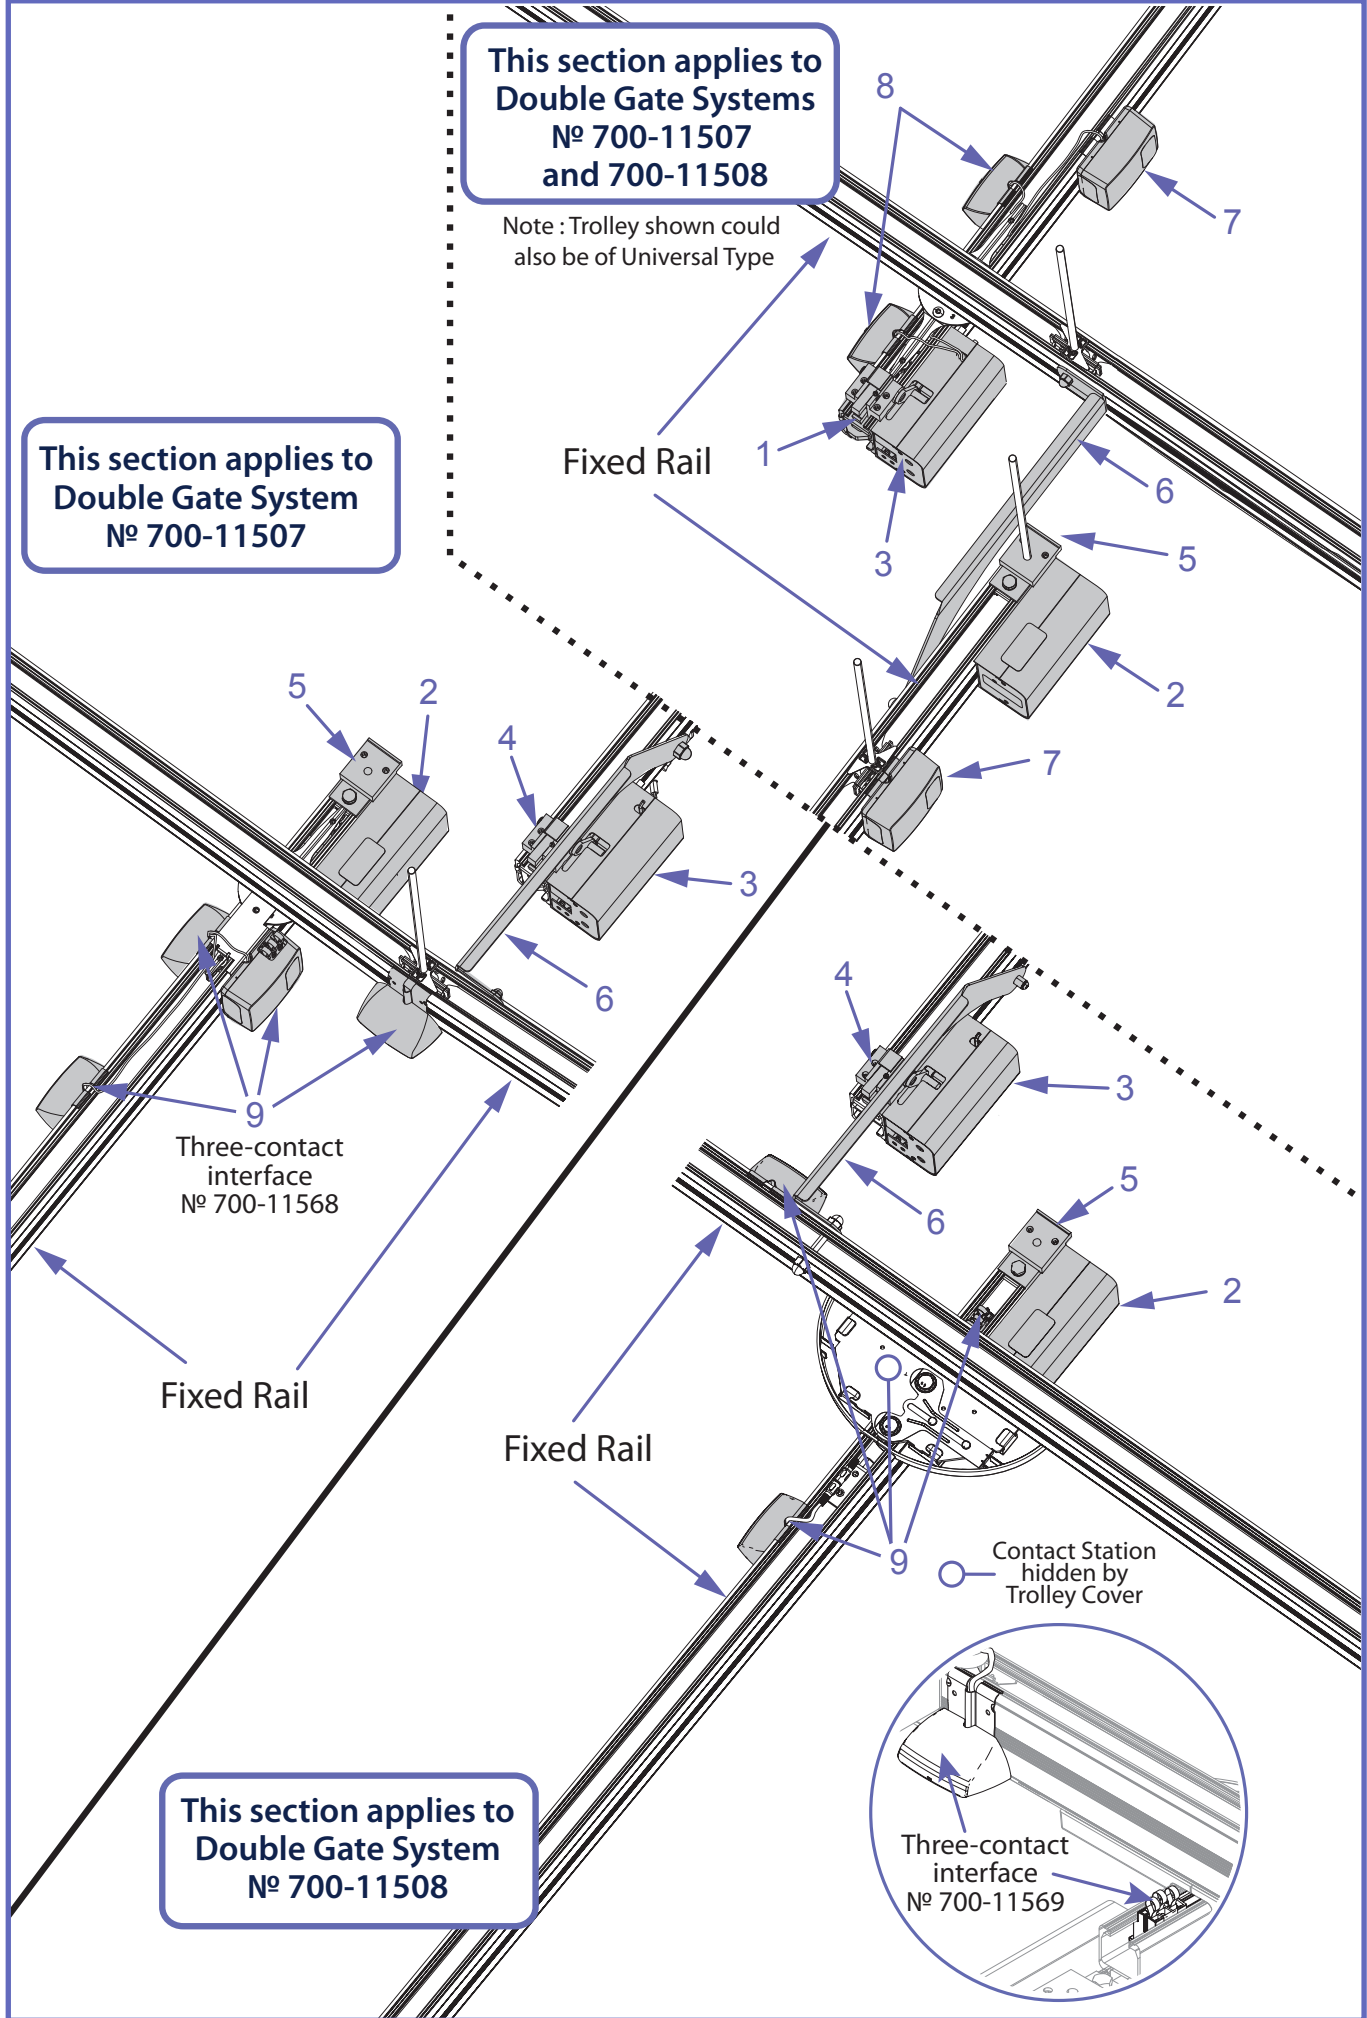 This section applies to
Double Gate Systems
№ 700-11507
and 700-11508
Note : Trolley shown could
also be of Universal Type
8
7
Fixed Rail
1
3
6
5
2
7
This section applies to
Double Gate System
№ 700-11507
5
2
4
3
6
9
Three-contact
interface
№ 700-11568
Fixed Rail
4
3
6
5
2
Fixed Rail
9
Contact Station
hidden by
Trolley Cover
Three-contact
interface
№ 700-11569
This section applies to
Double Gate System
№ 700-11508